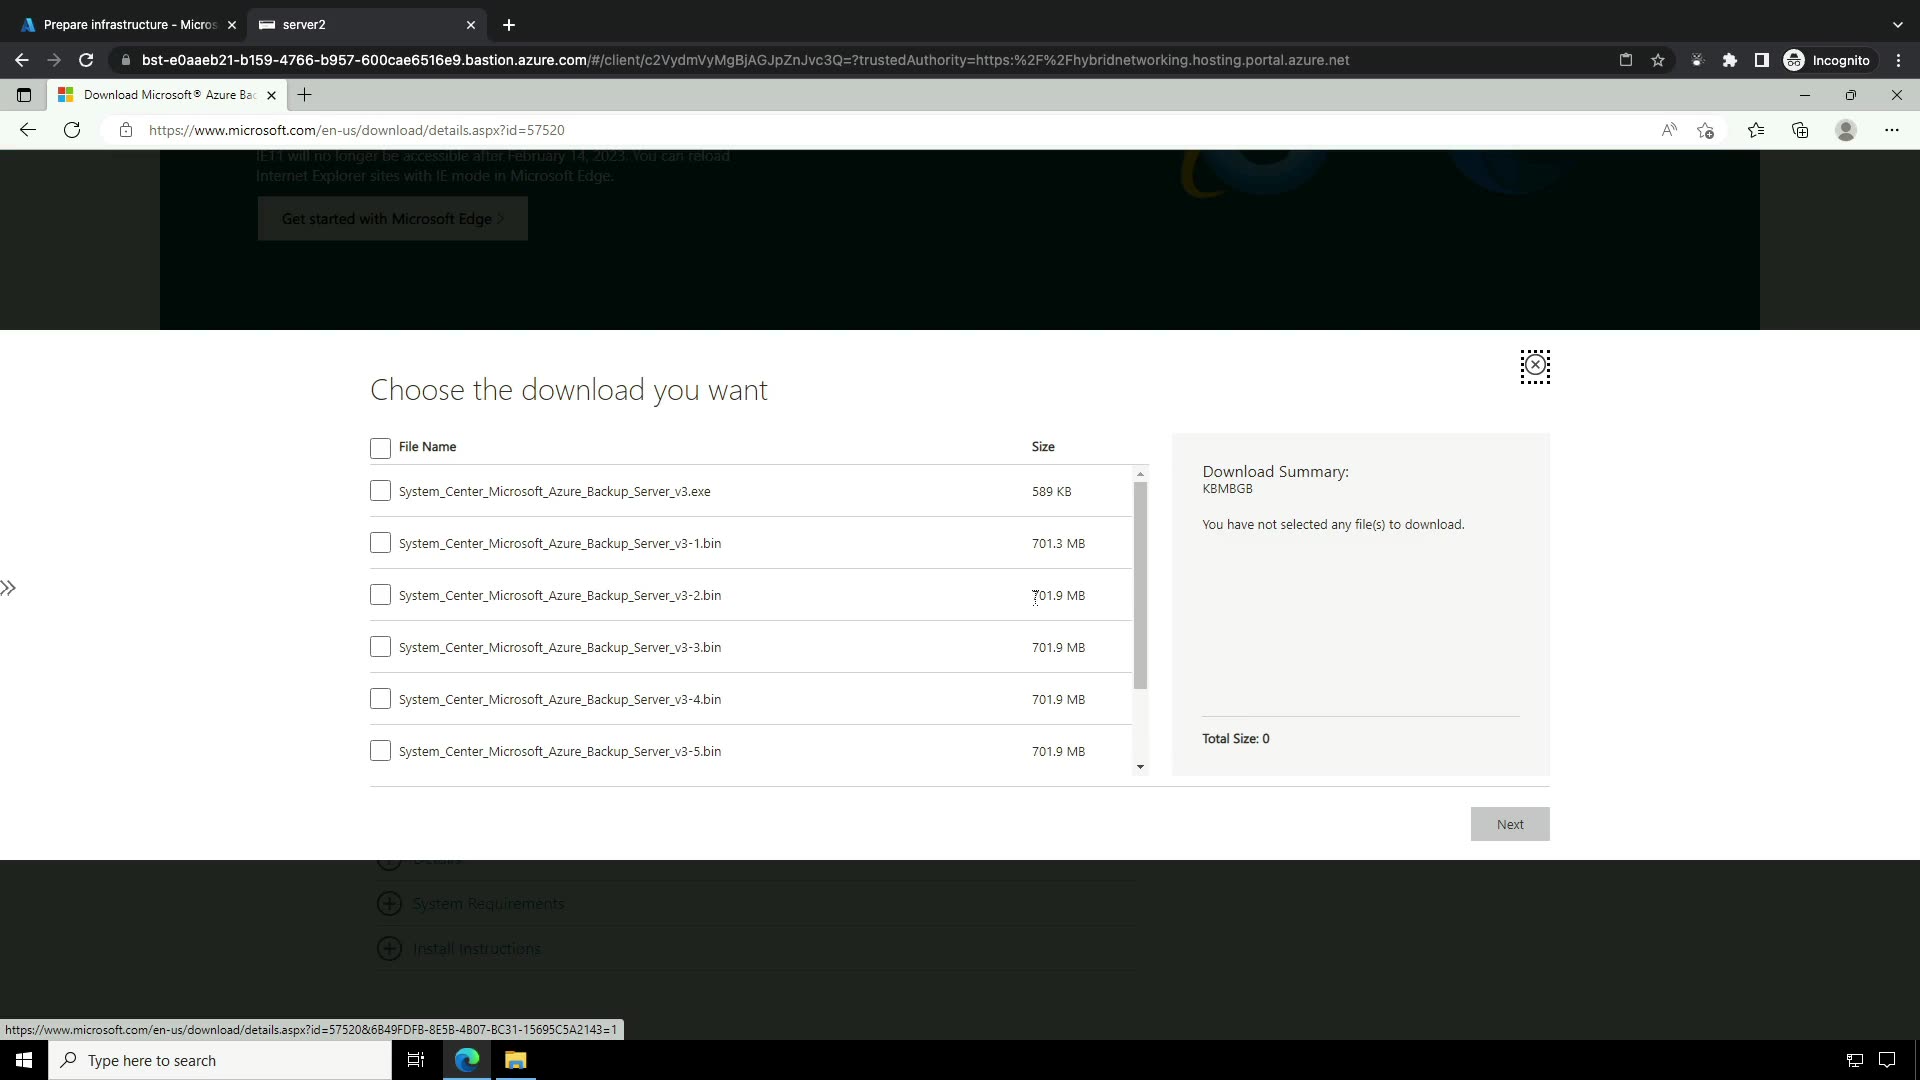 Prepare infrastructure - Micros
server2
bst-e0aaeb21-b159-4766-b957-600cae6516e9.bastion.azure.com/#/client/c2VydmVyMgBjAGJpZnJvc3Q=?trustedAuthority=https:%2F%2Fhybridnetworking.hosting.portal.azure.net
Incognito
Download Microsoft® Azure Bac
https://www.microsoft.com/en-us/download/details.aspx?id=57520
IE11 will no longer be accessible after February 14, 2023. You can reload
Internet Explorer sites with IE mode in Microsoft Edge.
Get started with Microsoft Edge >
Choose the download you want
File Name Size
System_Center_Microsoft_Azure_Backup_Server_v3.exe 589 KB
System_Center_Microsoft_Azure_Backup_Server_v3-1.bin 701.3 MB
System_Center_Microsoft_Azure_Backup_Server_v3-2.bin 701.9 MB
System_Center_Microsoft_Azure_Backup_Server_v3-3.bin 701.9 MB
System_Center_Microsoft_Azure_Backup_Server_v3-4.bin 701.9 MB
System_Center_Microsoft_Azure_Backup_Server_v3-5.bin 701.9 MB
Download Summary:
KBMBGB
You have not selected any file(s) to download.
Total Size: 0
Next
System Requirements
Install Instructions
https://www.microsoft.com/en-us/download/details.aspx?id=57520&6B49FDFB-8E5B-4B07-BC31-15695C5A2143=1
Type here to search